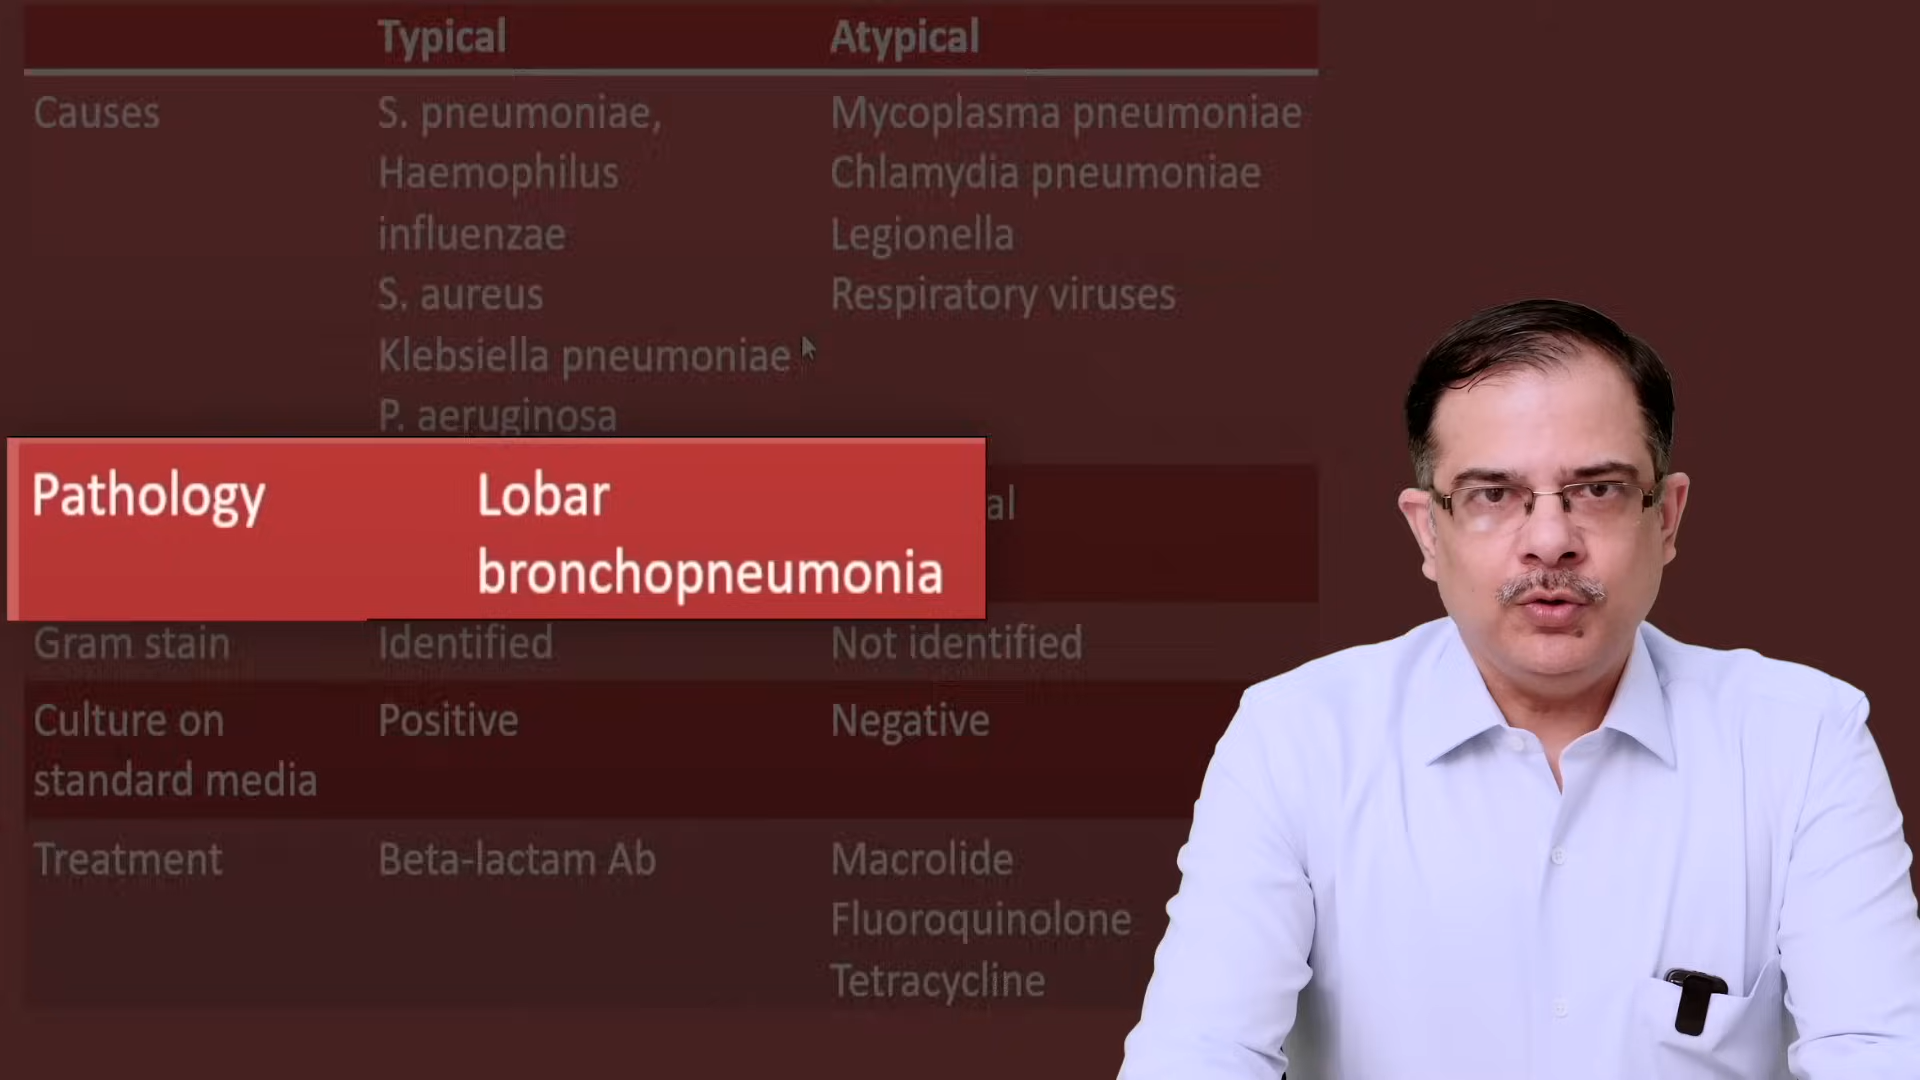 Typical Atypical
Causes S. pneumoniae, Mycoplasma pneumoniae
Haemophilus Chlamydia pneumoniae
influenzae Legionella
S. aureus Respiratory viruses
Klebsiella pneumoniae
P. aeruginosa
Pathology Lobar
bronchopneumonia
Gram stain Identified Not identified
Culture on Positive Negative
standard media
Treatment Beta-lactam Ab Macrolide
Fluoroquinolone
Tetracycline